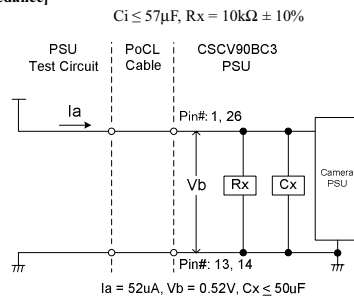 edance]
Ci ≤ 57μF, Rx = 10kΩ ± 10%
PSU
Test Circuit
PoCL
Cable
CSCV90BC3
PSU
Ia
Pin#: 1, 26
Vb
Rx
Cx
Camera
PSU
Pin#: 13, 14
Ia = 52uA, Vb = 0.52V, Cx ≤ 50uF